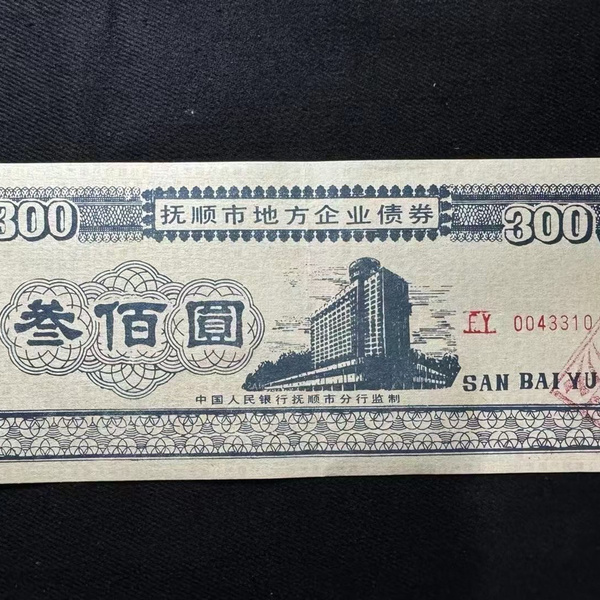 300 抚顺市地方企业债券 300
叁佰圆
FY 0043310
SAN BAI YU
中国人民银行抚顺市分行监制